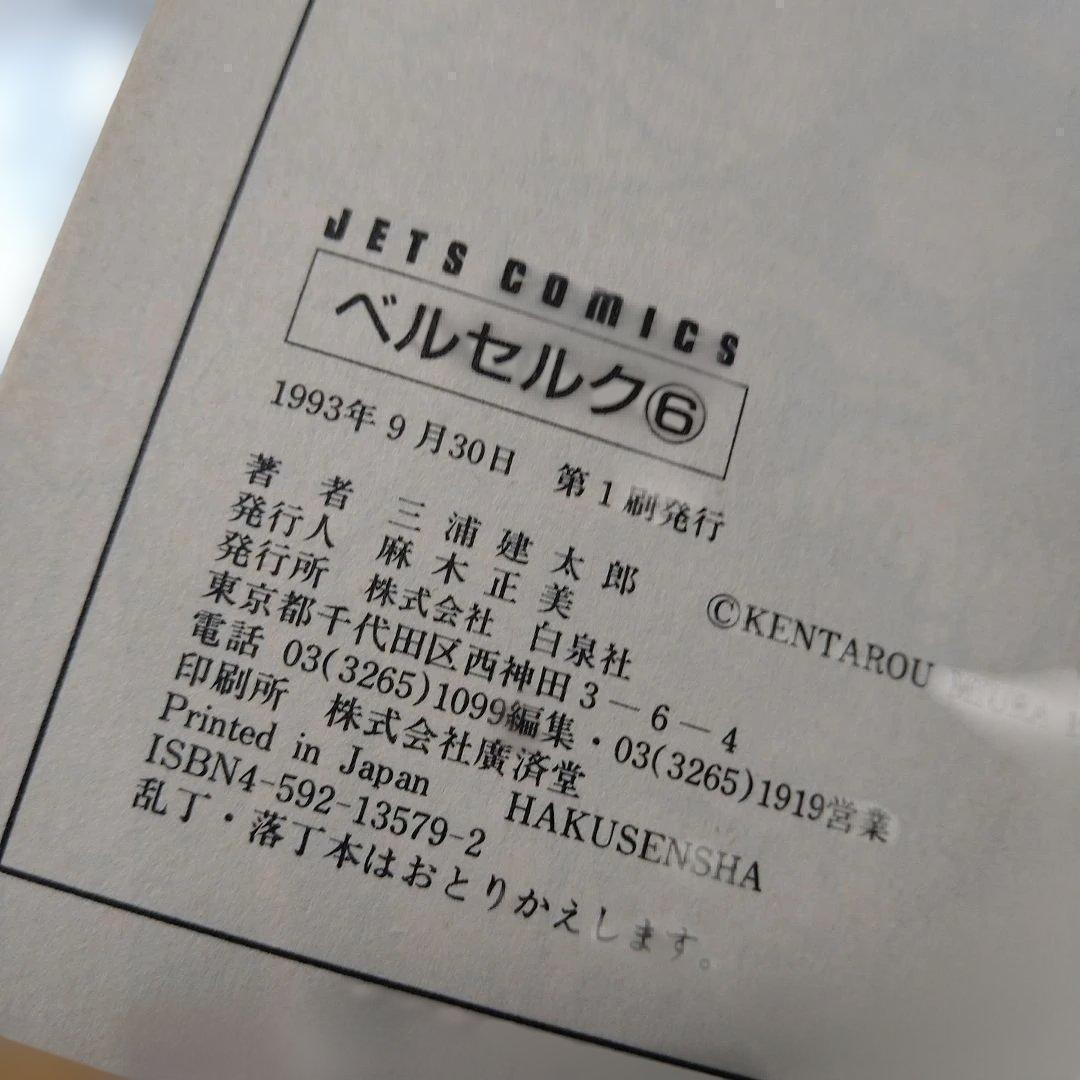 JETS COMICS
ベルセルク⑥
1993年9月30日 第1刷発行
著者 三浦建太郎 ©KENTAROU
発行人 麻木正美
発行所 株式会社 白泉社
東京都千代田区西神田3―6―4
電話 03(3265)1099編集・03(3265)1919営業
印刷所 株式会社廣済堂
Printed in Japan HAKUSENSHA
ISBN4-592-13579-2
乱丁・落丁本はおとりかえします。